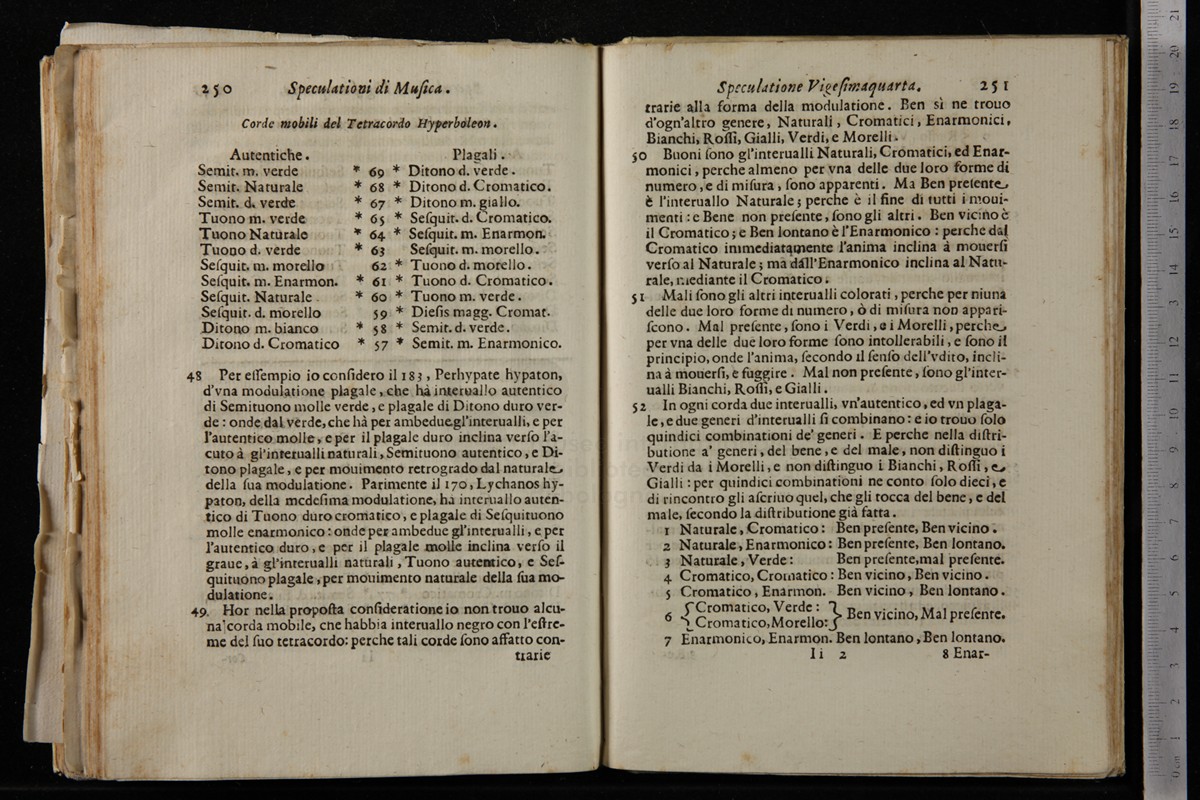 250 Speculationi di Musica.
Corde mobili del Tetracordo Hyperboleon.
Autentiche. Plagali.
Semit. m. verde * 69 * Ditono d. verde.
Semit. Naturale * 68 * Ditono d. Cromatico.
Semit. d. verde * 67 * Ditono m. giallo.
Tuono m. verde * 65 * Sesquit. d. Cromatico.
Tuono Naturale * 64 * Sesquit. m. Enarmon.
Tuono d. verde * 63 Sesquit. m. morello.
Sesquit. m. morello 62 * Tuono d. morello.
Sesquit. m. Enarmon. * 61 * Tuono d. Cromatico.
Sesquit. Naturale * 60 * Tuono m. verde.
Sesquit. d. morello 59 * Diesis magg. Cromat.
Ditono m. bianco * 58 * Semit. d. verde.
Ditono d. Cromatico * 57 * Semit. m. Enarmonico.
48 Per essempio io considero il 183, Perhypate hypaton,
d'vna modulatione plagale, che hà interuallo autentico
di Semituono molle verde, e plagale di Ditono duro ver-
de: onde dal verde, che hà per ambedue gl'interualli, e per
l'autentico molle, e per il plagale duro inclina verso l'a-
cuto à gl'interualli naturali, Semituono autentico, e Di-
tono plagale, e per mouimento retrogrado dal naturale
della sua modulatione. Parimente il 170, Lychanos hy-
paton, della medesima modulatione, hà interuallo auten-
tico di Tuono duro cromatico, e plagale di Sesquituono
molle enarmonico: onde per ambedue gl'interualli, e per
l'autentico duro, e per il plagale molle inclina verso il
graue, à gl'interualli naturali, Tuono autentico, e Ses-
quituono plagale, per mouimento naturale della sua mo-
dulatione.
49. Hor nella proposta consideratione io non trouo alcu-
na corda mobile, che habbia interuallo negro con l'estre-
me del suo tetracordo: perche tali corde sono affatto con-
trarie
Speculatione Vigesimaquarta. 251
trarie alla forma della modulatione. Ben sì ne trouo
d'ogn'altro genere, Naturali, Cromatici, Enarmonici,
Bianchi, Rossi, Gialli, Verdi, e Morelli.
50 Buoni sono gl'interualli Naturali, Cromatici, ed Enar-
monici, perche almeno per vna delle due loro forme di
numero, e di misura, sono apparenti. Ma Ben presente
è l'interuallo Naturale; perche è il fine di tutti i moui-
menti: e Bene non presente, sono gli altri. Ben vicino è
il Cromatico; e Ben lontano è l'Enarmonico: perche dal
Cromatico immediatamente l'anima inclina à mouersi
verso al Naturale; mà dall'Enarmonico inclina al Natu-
rale, mediante il Cromatico.
51 Mali sono gli altri interualli colorati, perche per niuna
delle due loro forme di numero, ò di misura non appari-
scono. Mal presente, sono i Verdi, e i Morelli, perche
per vna delle due loro forme sono intollerabili, e sono il
principio, onde l'anima, secondo il senso dell'vdito, incli-
na à mouersi, e fuggire. Mal non presente, sono gl'inter-
ualli Bianchi, Rossi, e Gialli.
52 In ogni corda due interualli, vn'autentico, ed vn plaga-
le, e due generi d'interualli si combinano: e io trouo solo
quindici combinationi de' generi. E perche nella distri-
butione a' generi, del bene, e del male, non distinguo i
Verdi da i Morelli, e non distinguo i Bianchi, Rossi, e
Gialli: per quindici combinationi ne conto solo dieci, e
di rincontro gli ascriuo quel, che gli tocca del bene, e del
male, secondo la distributione già fatta.
1 Naturale, Cromatico: Ben presente, Ben vicino.
2 Naturale, Enarmonico: Ben presente, Ben lontano.
3 Naturale, Verde: Ben presente, mal presente.
4 Cromatico, Cromatico: Ben vicino, Ben vicino.
5 Cromatico, Enarmon. Ben vicino, Ben lontano.
6 {Cromatico, Verde: } Ben vicino, Mal presente.
{Cromatico, Morello: }
7 Enarmonico, Enarmon. Ben lontano, Ben lontano.
Ii 2 8 Enar-